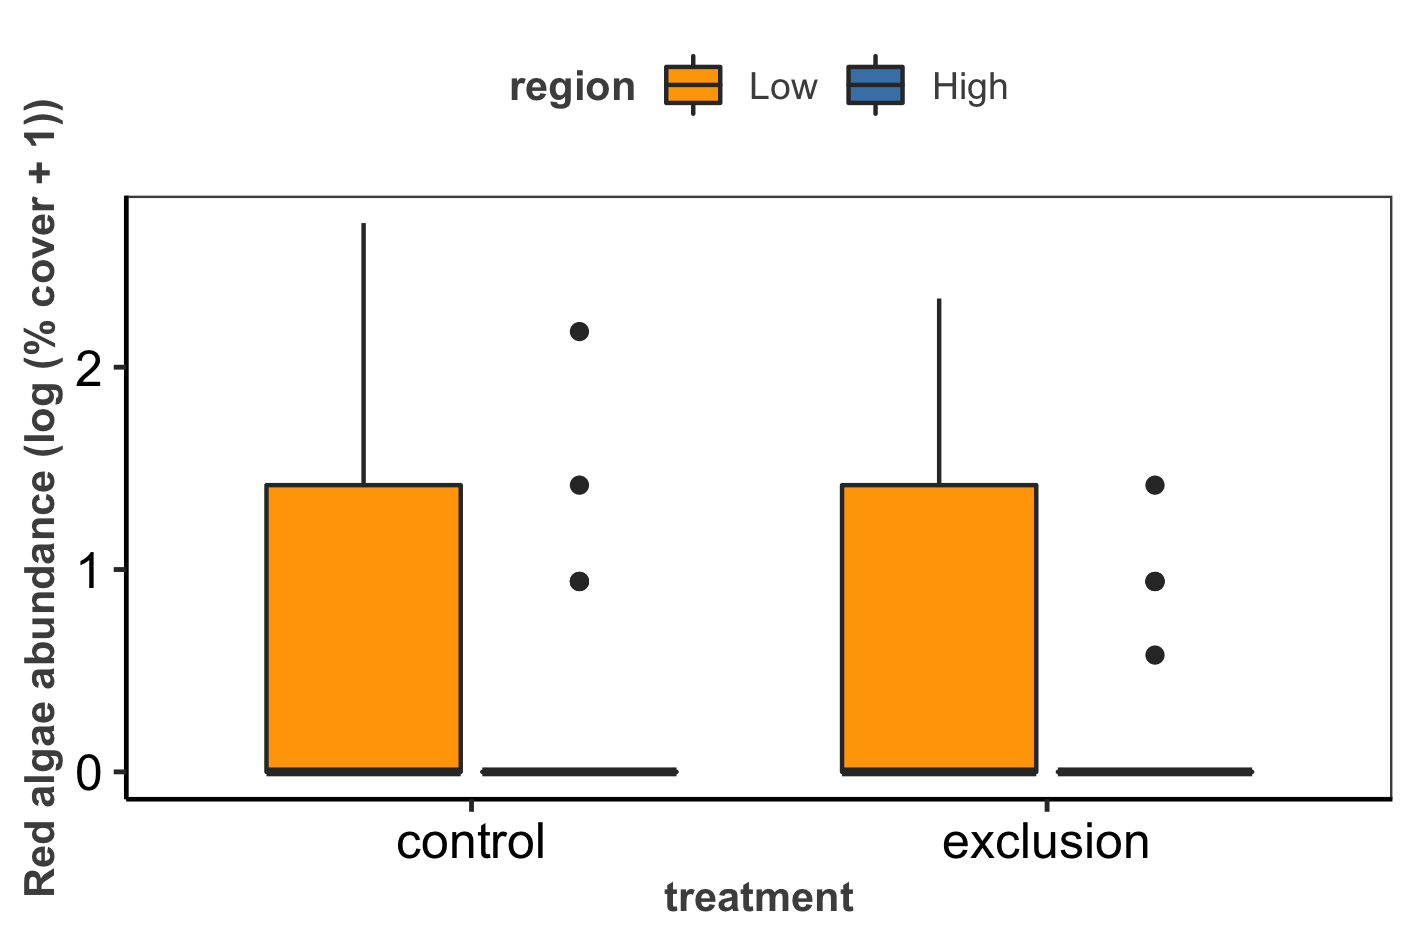 region Low High
Red algae abundance (log (% cover + 1))
2
1
0
control exclusion
treatment